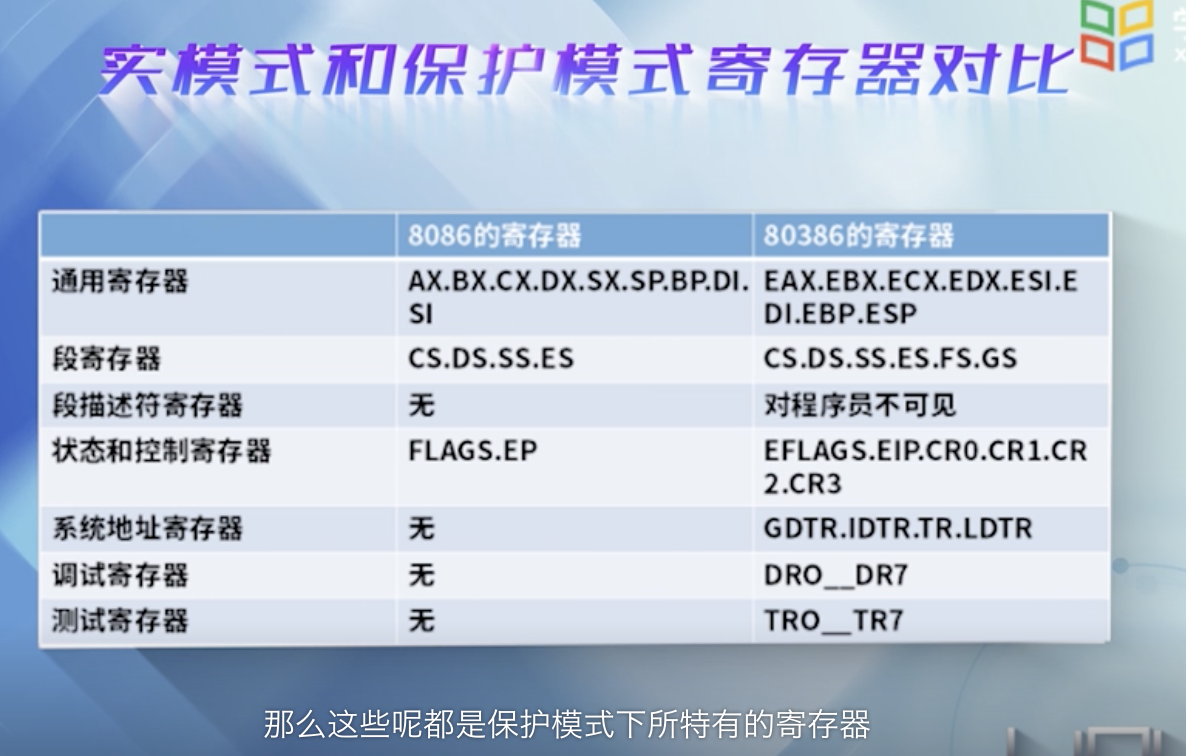 实模式和保护模式寄存器对比
8086的寄存器 80386的寄存器
通用寄存器 AX.BX.CX.DX.SX.SP.BP.DI. EAX.EBX.ECX.EDX.ESI.E
SI DI.EBP.ESP
段寄存器 CS.DS.SS.ES CS.DS.SS.ES.FS.GS
段描述符寄存器 无 对程序员不可见
状态和控制寄存器 FLAGS.EP EFLAGS.EIP.CR0.CR1.CR
2.CR3
系统地址寄存器 无 GDTR.IDTR.TR.LDTR
调试寄存器 无 DRO__DR7
测试寄存器 无 TRO__TR7
那么这些呢都是保护模式下所特有的寄存器